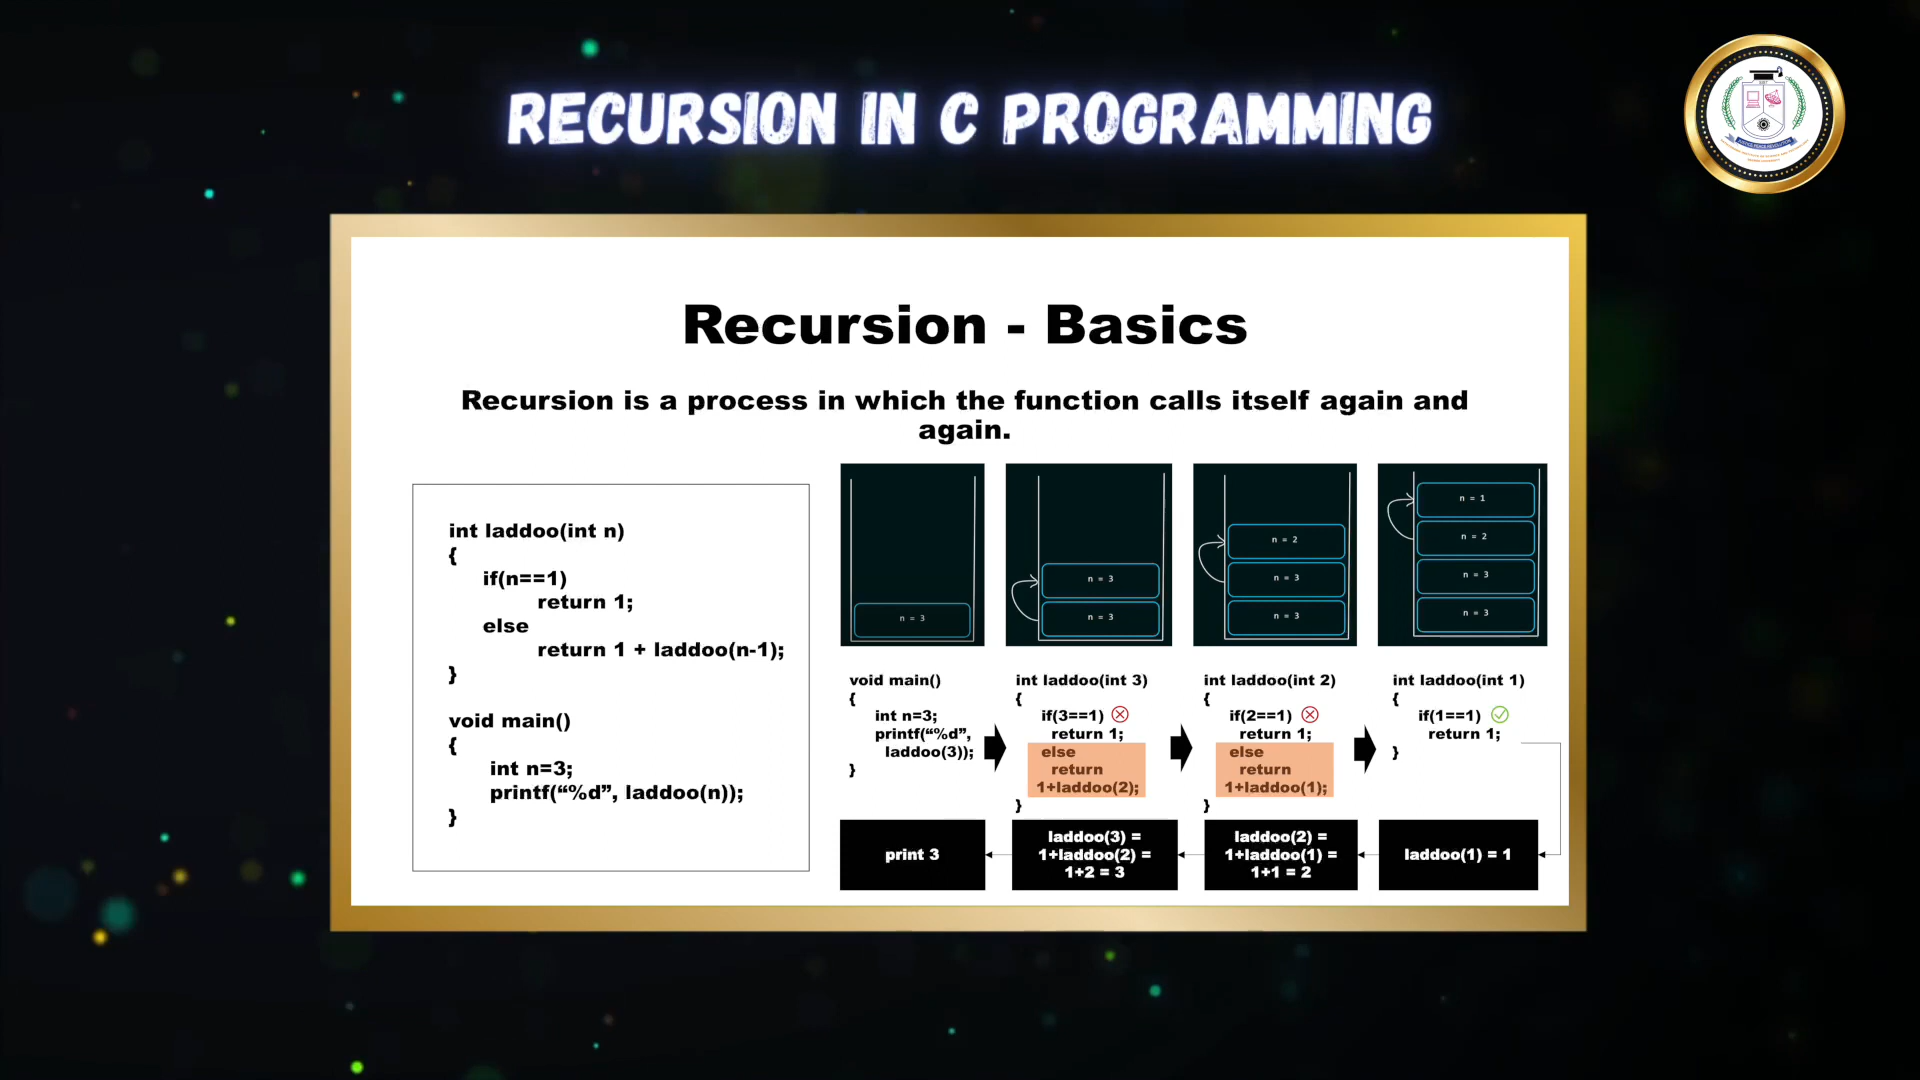 RECURSION IN C PROGRAMMING
Recursion - Basics
Recursion is a process in which the function calls itself again and
again.
int laddoo(int n)
{
if(n==1)
return 1;
else
return 1 + laddoo(n-1);
}
void main()
{
int n=3;
printf(“%d”, laddoo(n));
}
n = 3
n = 3
n = 3
n = 2
n = 3
n = 3
n = 1
n = 2
n = 3
n = 3
void main()
{
int n=3;
printf(“%d”,
laddoo(3));
}
int laddoo(int 3)
{
if(3==1)
return 1;
else
return
1+laddoo(2);
}
int laddoo(int 2)
{
if(2==1)
return 1;
else
return
1+laddoo(1);
}
int laddoo(int 1)
{
if(1==1)
return 1;
}
print 3
laddoo(3) =
1+laddoo(2) =
1+2 = 3
laddoo(2) =
1+laddoo(1) =
1+1 = 2
laddoo(1) = 1